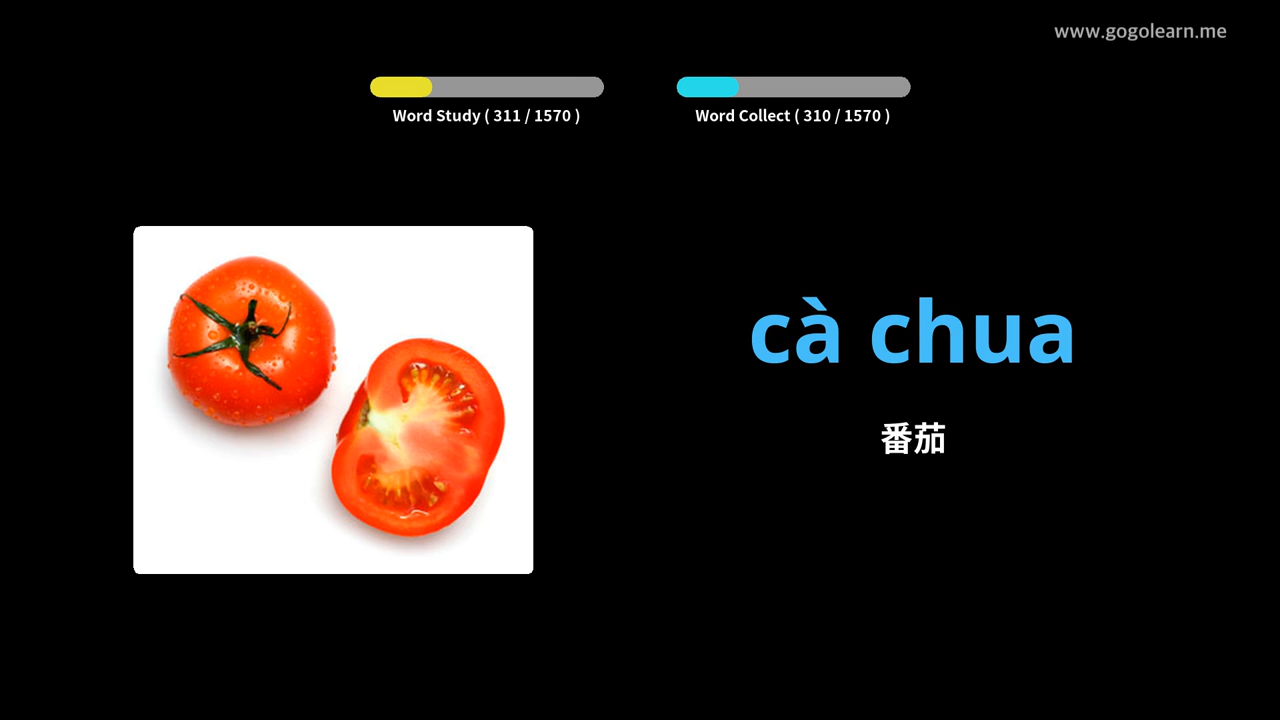 www.gogolearn.me
Word Study ( 311 / 1570 )
Word Collect ( 310 / 1570 )
cà chua
番茄